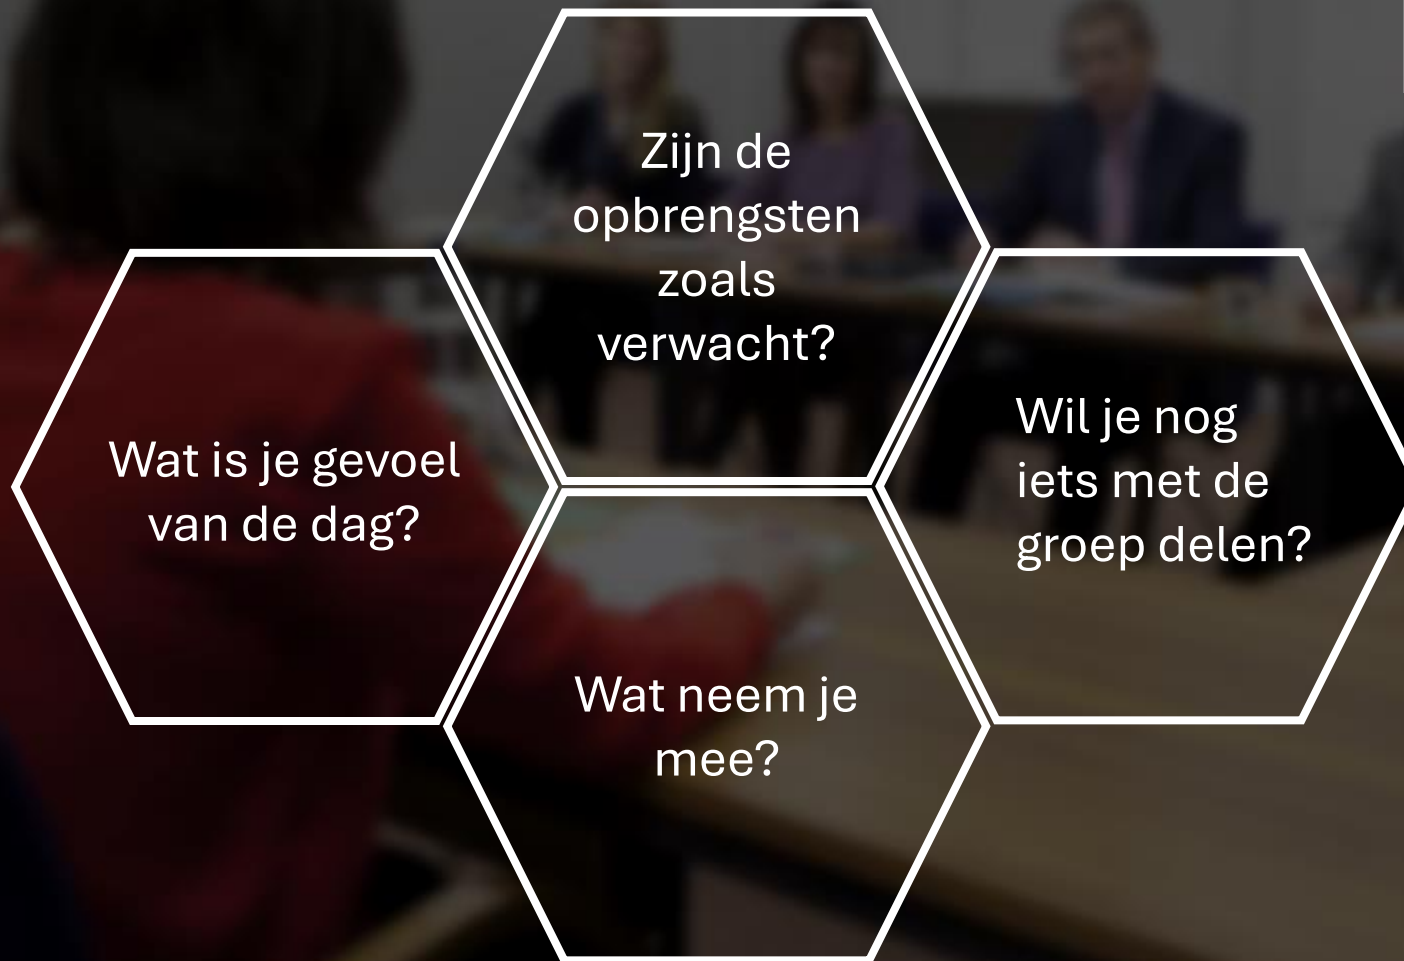 Zijn de
opbrengsten
zoals
verwacht?
Wat is je gevoel
van de dag?
Wil je nog
iets met de
groep delen?
Wat neem je
mee?